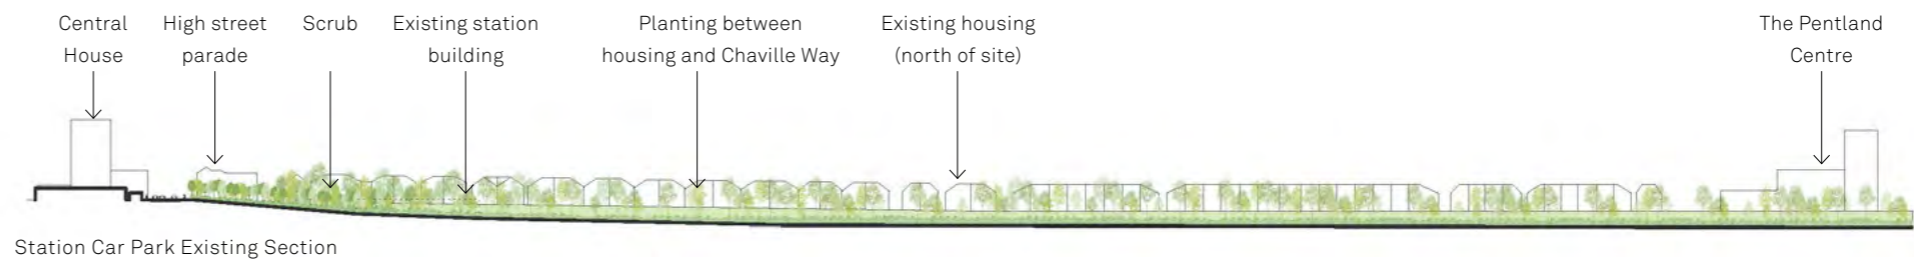 Central
House
High street
parade
Scrub
Existing station
building
Planting between
housing and Chaville Way
Existing housing
(north of site)
The Pentland
Centre
Station Car Park Existing Section